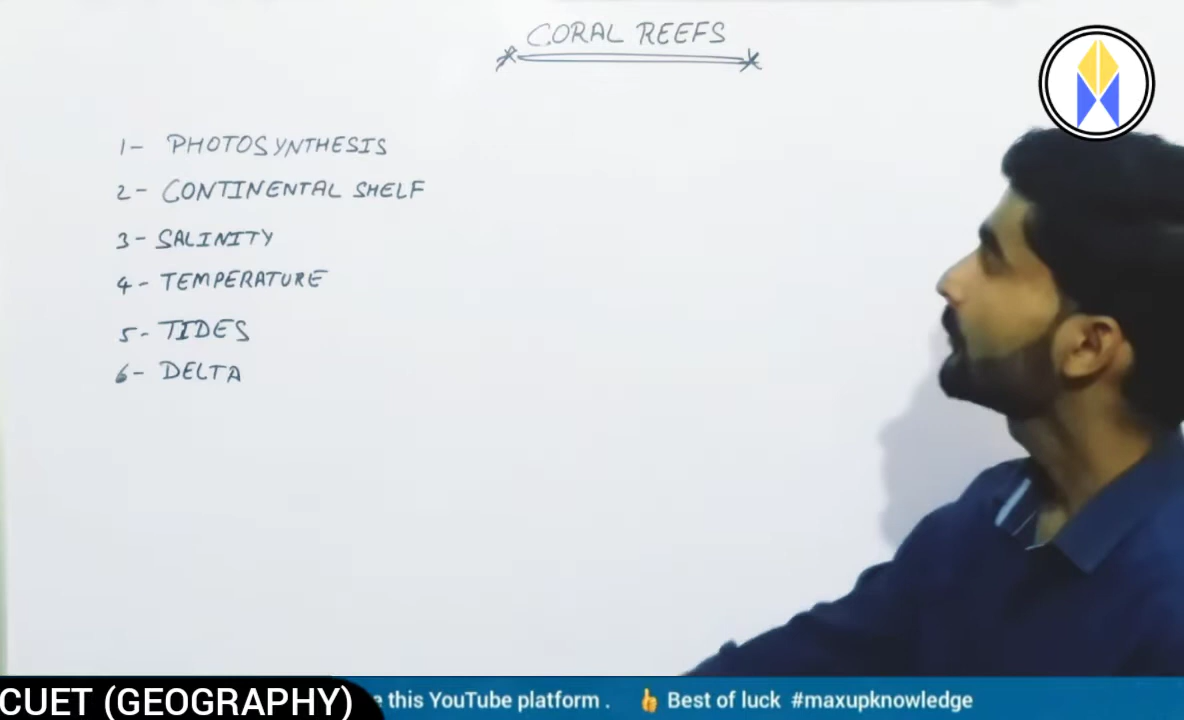 CORAL REEFS
1- PHOTOSYNTHESIS
2- CONTINENTAL SHELF
3- SALINITY
4- TEMPERATURE
5- TIDES
6- DELTA
CUET (GEOGRAPHY) this YouTube platform . 👍 Best of luck #maxupknowledge